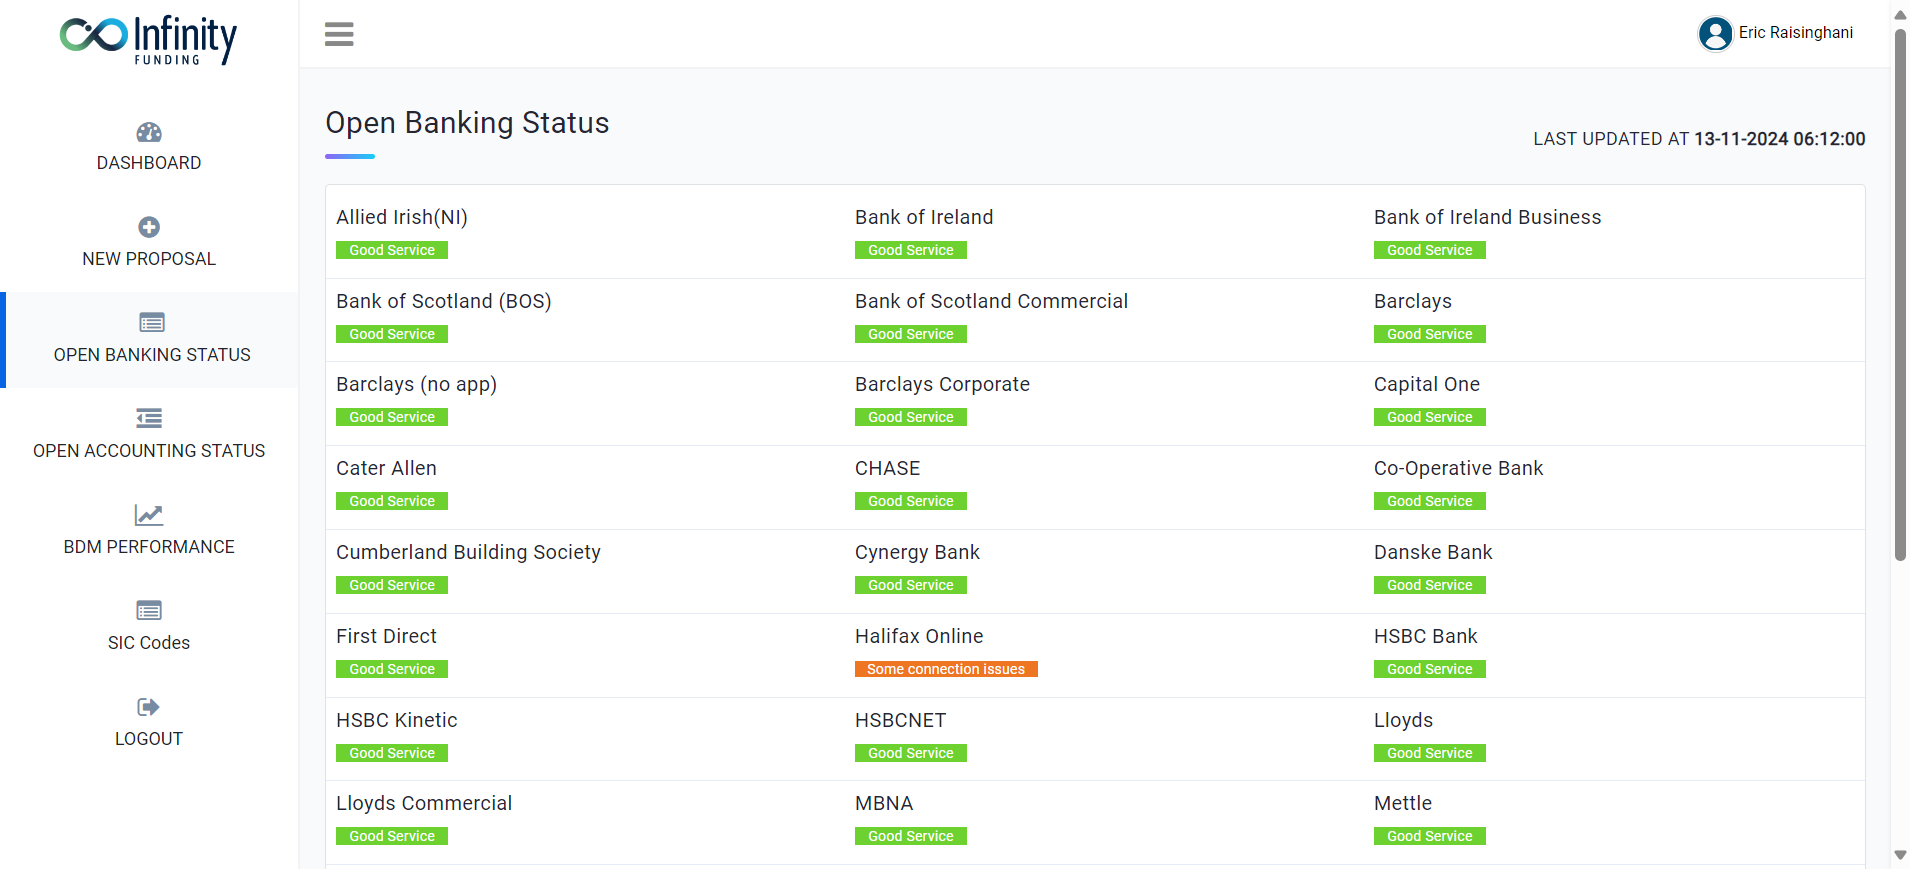 Infinity
FUNDING
Eric Raisinghani
DASHBOARD
NEW PROPOSAL
OPEN BANKING STATUS
OPEN ACCOUNTING STATUS
BDM PERFORMANCE
SIC Codes
LOGOUT
Open Banking Status
LAST UPDATED AT 13-11-2024 06:12:00
Allied Irish(NI)
Good Service
Bank of Ireland
Good Service
Bank of Ireland Business
Good Service
Bank of Scotland (BOS)
Good Service
Bank of Scotland Commercial
Good Service
Barclays
Good Service
Barclays (no app)
Good Service
Barclays Corporate
Good Service
Capital One
Good Service
Cater Allen
Good Service
CHASE
Good Service
Co-Operative Bank
Good Service
Cumberland Building Society
Good Service
Cynergy Bank
Good Service
Danske Bank
Good Service
First Direct
Good Service
Halifax Online
Some connection issues
HSBC Bank
Good Service
HSBC Kinetic
Good Service
HSBCNET
Good Service
Lloyds
Good Service
Lloyds Commercial
Good Service
MBNA
Good Service
Mettle
Good Service